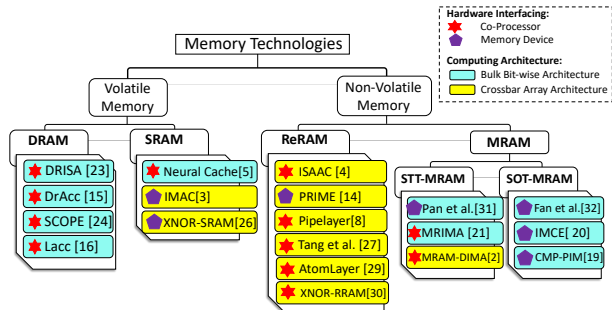 Memory Technologies
Hardware Interfacing:
Co-Processor
Memory Device
Computing Architecture:
Bulk Bit-wise Architecture
Crossbar Array Architecture
Volatile
Memory
Non-Volatile
Memory
DRAM
DRISA [23]
DrAcc [15]
SCOPE [24]
Lacc [16]
SRAM
Neural Cache[5]
IMAC[3]
XNOR-SRAM[26]
ReRAM
ISAAC [4]
PRIME [14]
Pipelayer[8]
Tang et al. [27]
AtomLayer [29]
XNOR-RRAM[30]
MRAM
STT-MRAM
Pan et al.[31]
MRIMA [21]
MRAM-DIMA[2]
SOT-MRAM
Fan et al.[32]
IMCE[ 20]
CMP-PIM[19]